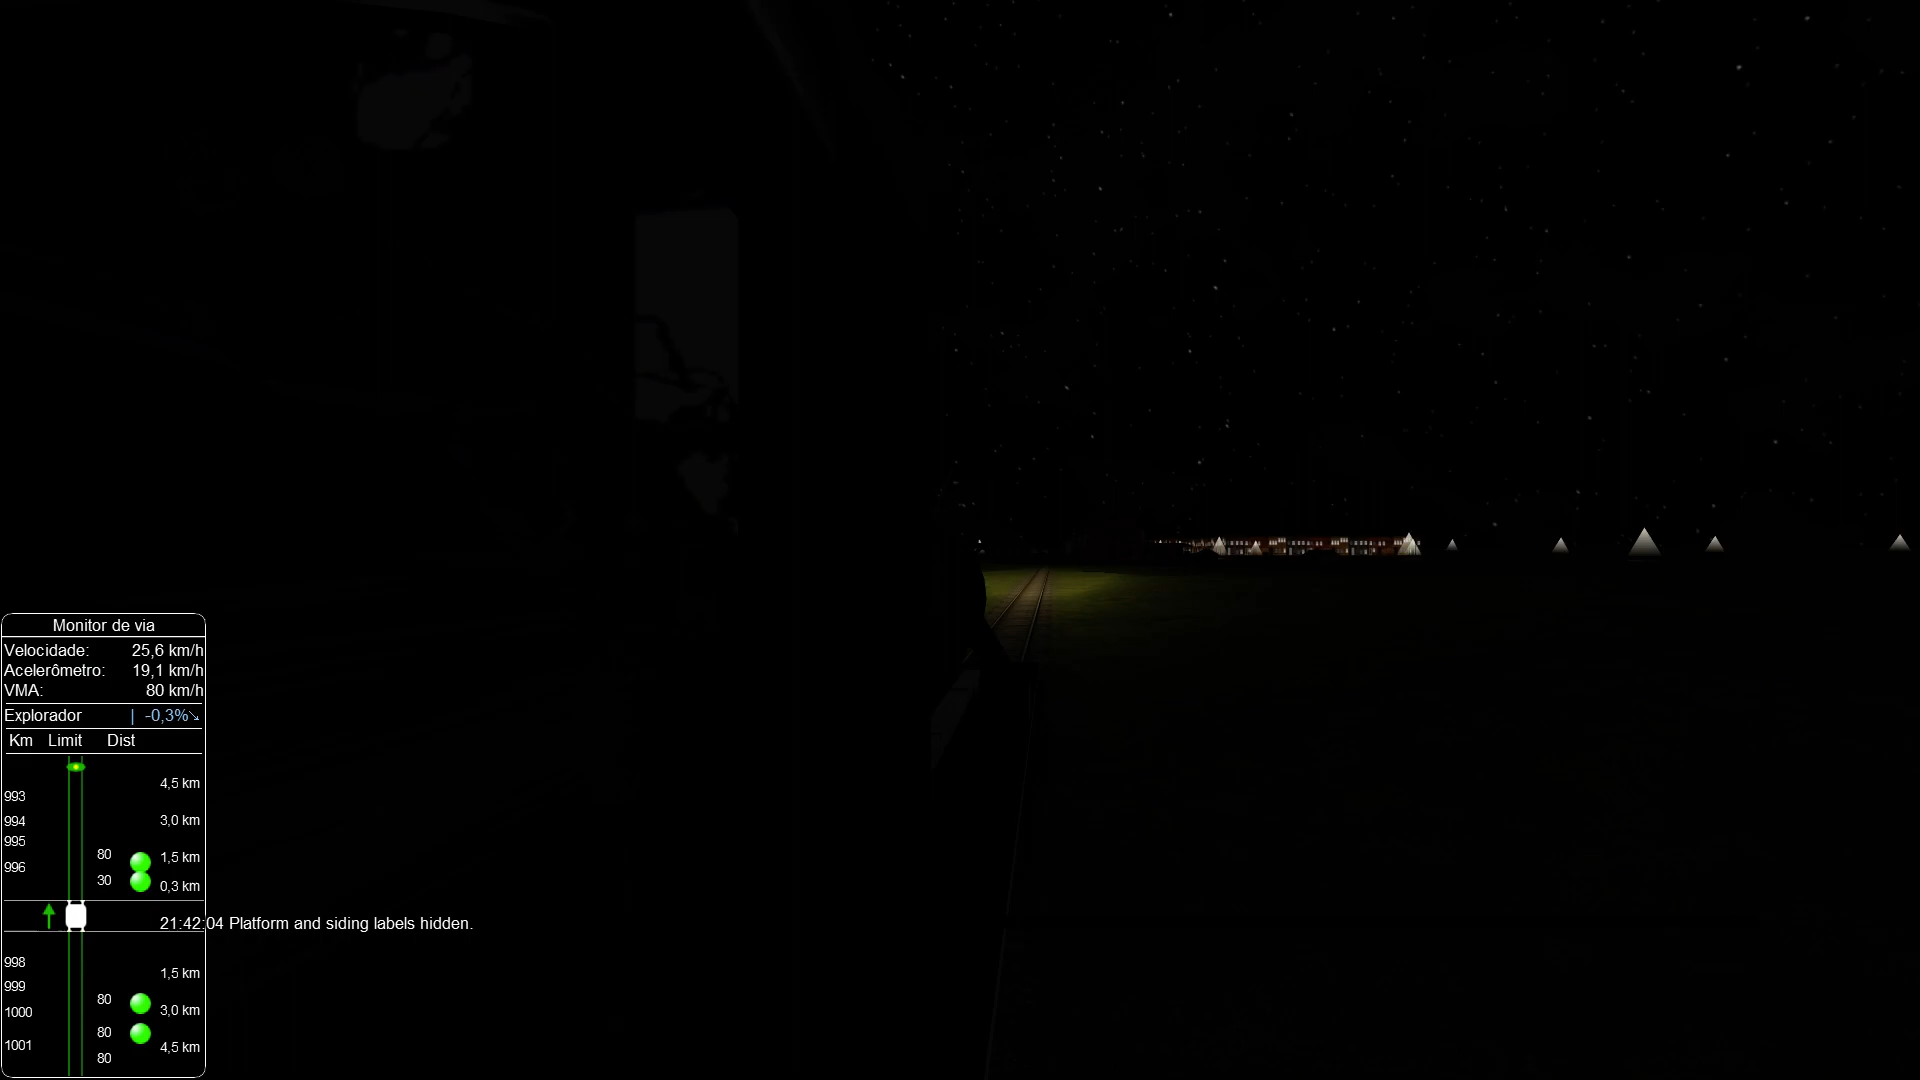 Monitor de via
Velocidade: 25,6 km/h
Acelerômetro: 19,1 km/h
VMA: 80 km/h
Explorador | -0,3%↘
Km Limit Dist
4,5 km
993
994 3,0 km
995
80 1,5 km
996
30 0,3 km
21:42:04 Platform and siding labels hidden.
998
1,5 km
999
80
1000 3,0 km
80
1001 4,5 km
80